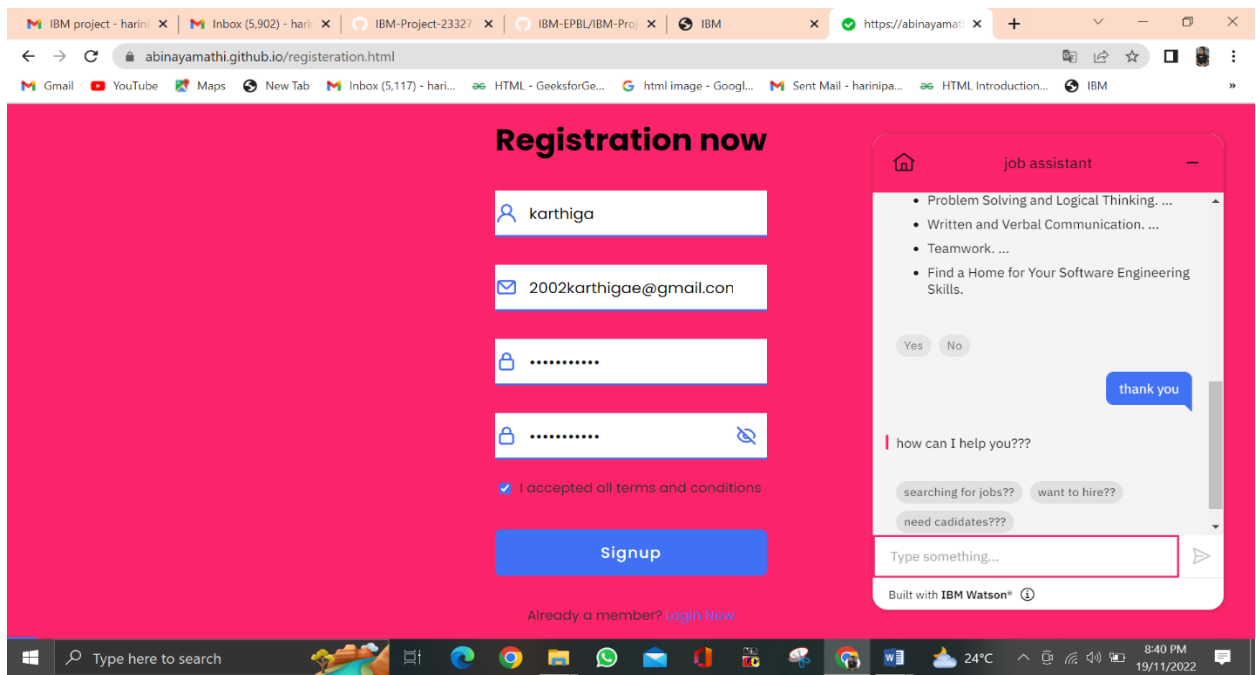 IBM project - harini
Inbox (5,902) - harin
IBM-Project-23327
IBM-EPBL/IBM-Proj
IBM
https://abinayamati
abinayamathi.github.io/registeration.html
Gmail
YouTube
Maps
New Tab
Inbox (5,117) - hari...
HTML - GeeksforGe...
html image - Googl...
Sent Mail - harinipa...
HTML Introduction...
IBM
»
Registration now
karthiga
2002karthigae@gmail.con
•••••••••••
•••••••••••
I accepted all terms and conditions
Signup
Already a member? Login Now
job assistant
• Problem Solving and Logical Thinking. ...
• Written and Verbal Communication. ...
• Teamwork. ...
• Find a Home for Your Software Engineering
Skills.
Yes No
thank you
how can I help you???
searching for jobs?? want to hire??
need cadidates???
Type something...
Built with IBM Watson®
Type here to search
24°C
8:40 PM
19/11/2022